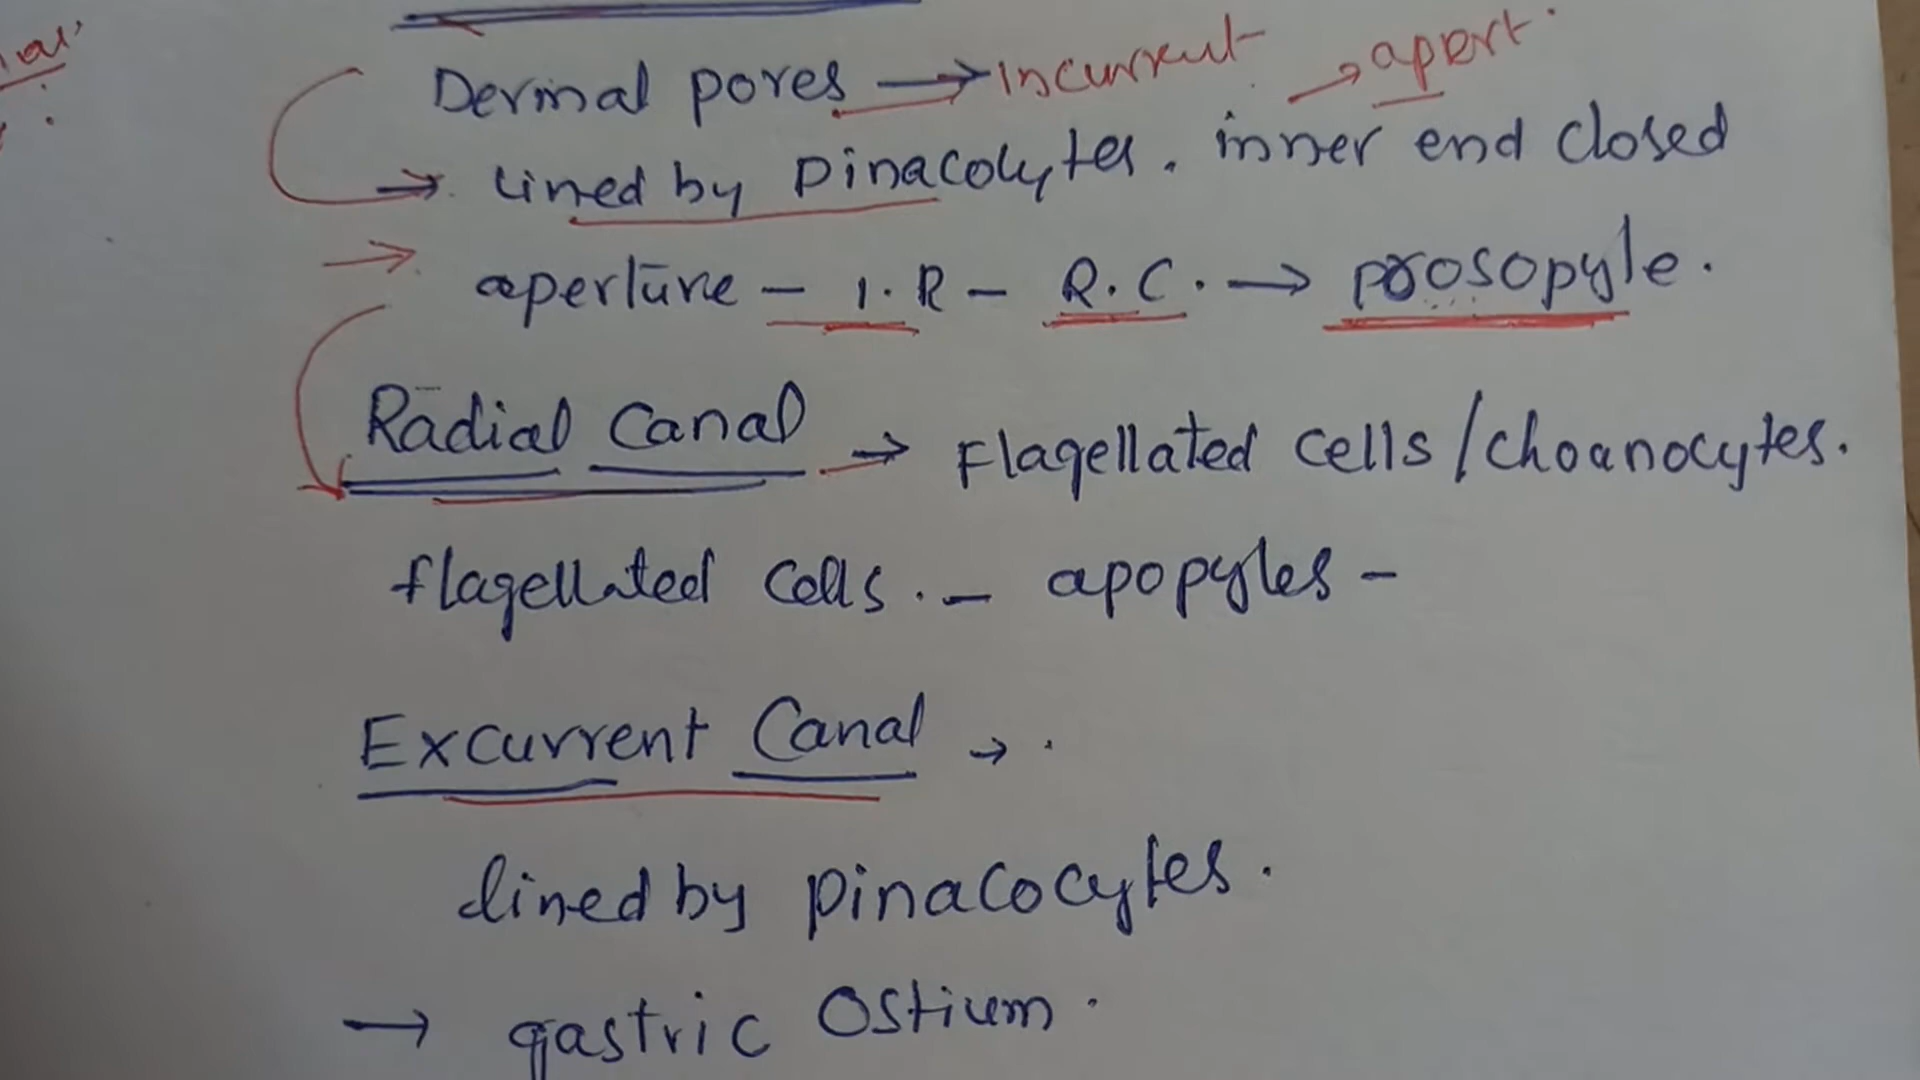 Dermal pores → incurrent → apert.
→ lined by Pinacolytes. inner end closed
→ aperture – I.R – R.C. → prosopyle.
Radial Canal → Flagellated cells/choanocytes.
flagellated cells. – apopyles –
Excurrent Canal → .
lined by pinacocytes.
→ gastric Ostium.